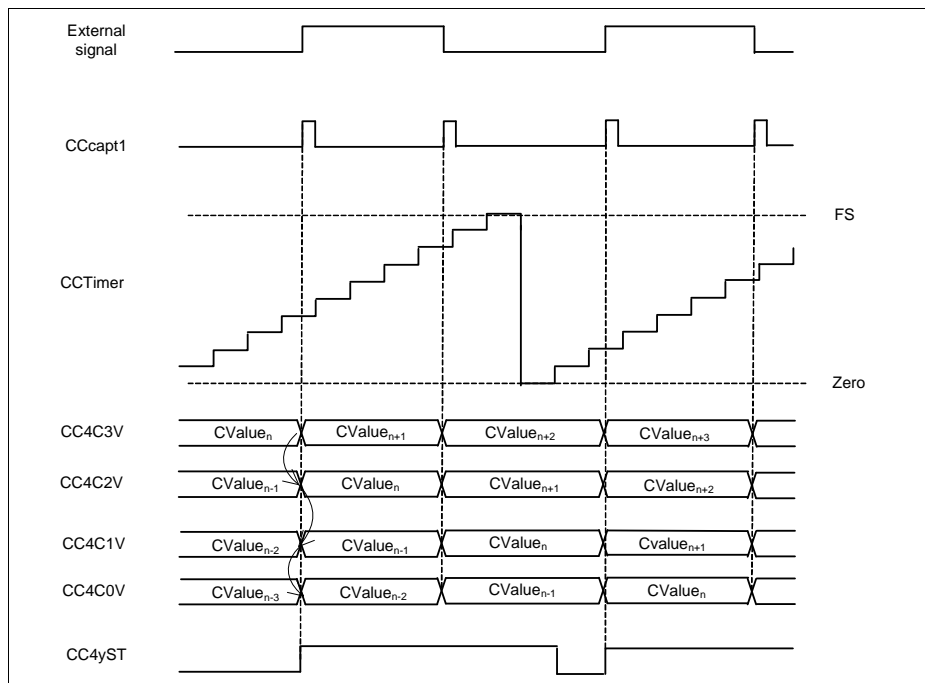 External
signal
CCcapt1
FS
CCTimer
Zero
CC4C3V CValueₙ CValueₙ₊₁ CValueₙ₊₂ CValueₙ₊₃
CC4C2V CValueₙ₋₁ CValueₙ CValueₙ₊₁ CValueₙ₊₂
CC4C1V CValueₙ₋₂ CValueₙ₋₁ CValueₙ Cvalueₙ₊₁
CC4C0V CValueₙ₋₃ CValueₙ₋₂ CValueₙ₋₁ CValueₙ
CC4yST